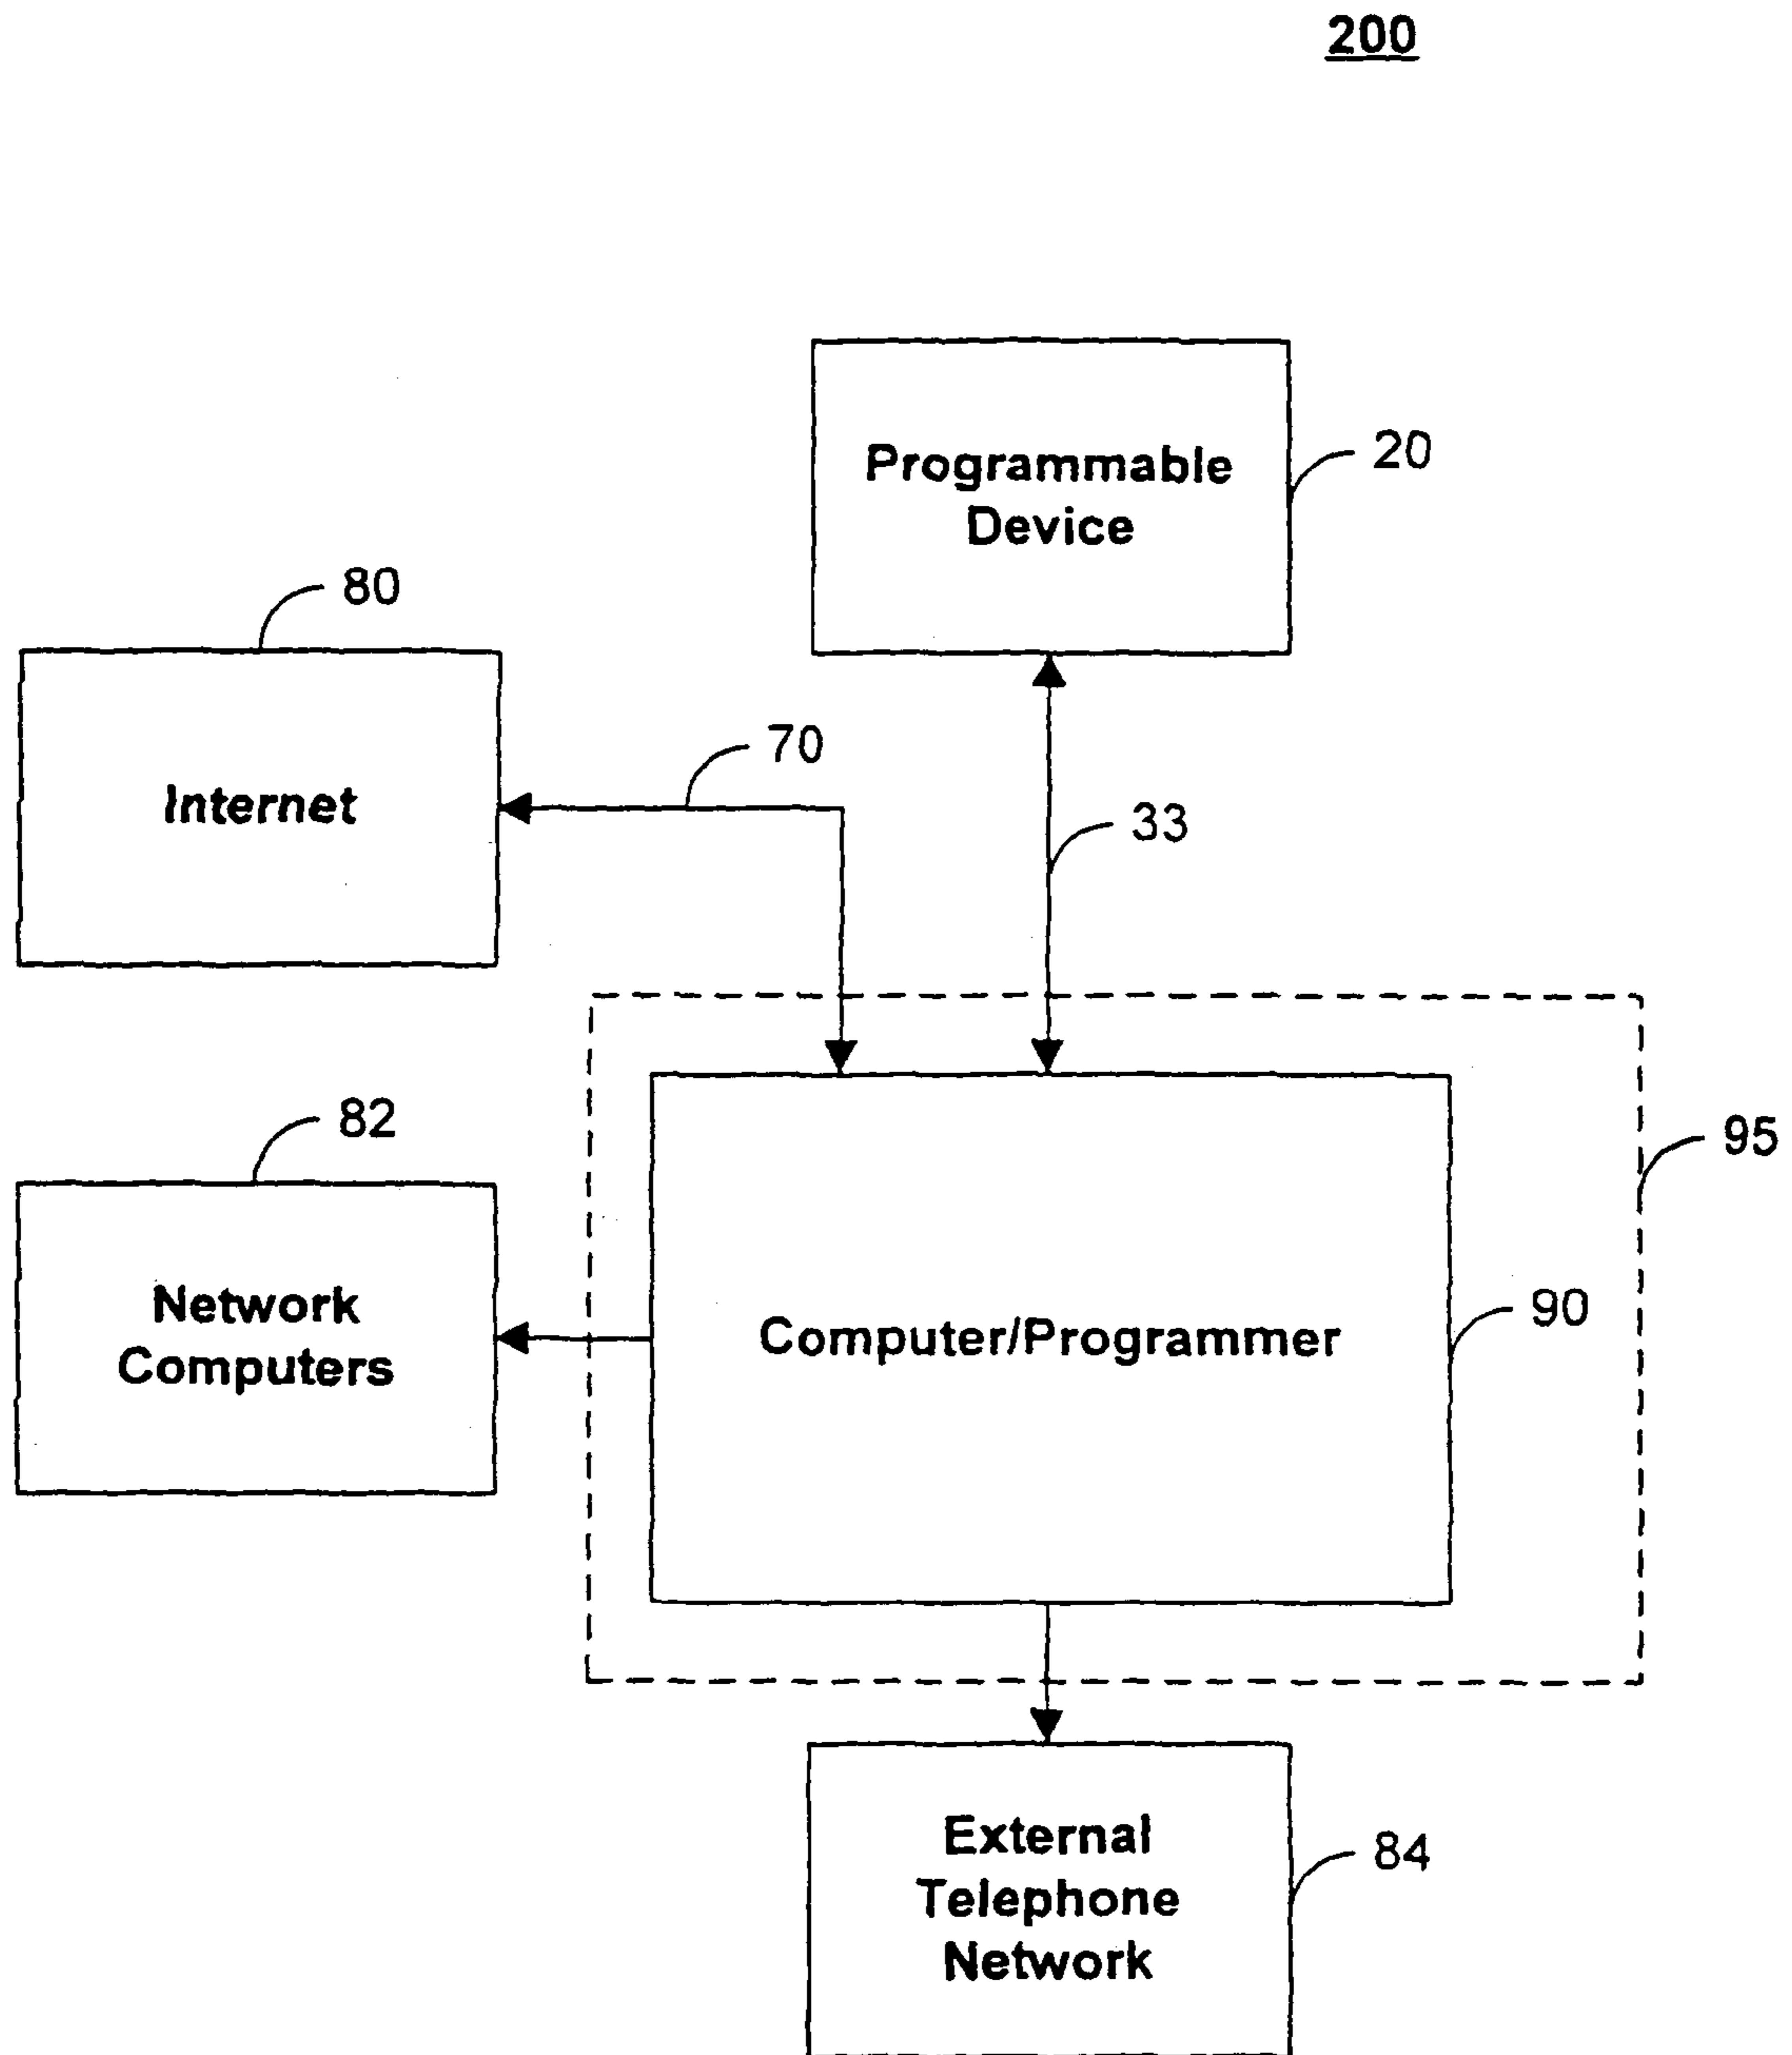 200
Programmable
Device
20
80
Internet
70
33
82
Network
Computers
95
Computer/Programmer
90
External
Telephone
Network
84